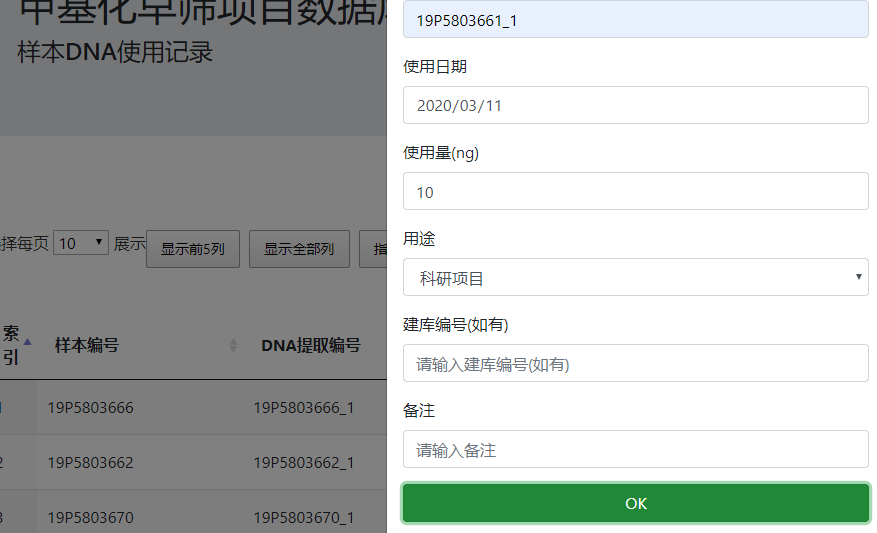 甲基化早筛项目数据库
样本DNA使用记录
择每页 10 展示 显示前5列 显示全部列 指
索引 样本编号 DNA提取编号
1 19P5803666 19P5803666_1
2 19P5803662 19P5803662_1
3 19P5803670 19P5803670_1
19P5803661_1
使用日期
2020/03/11
使用量(ng)
10
用途
科研项目
建库编号(如有)
请输入建库编号(如有)
备注
请输入备注
OK